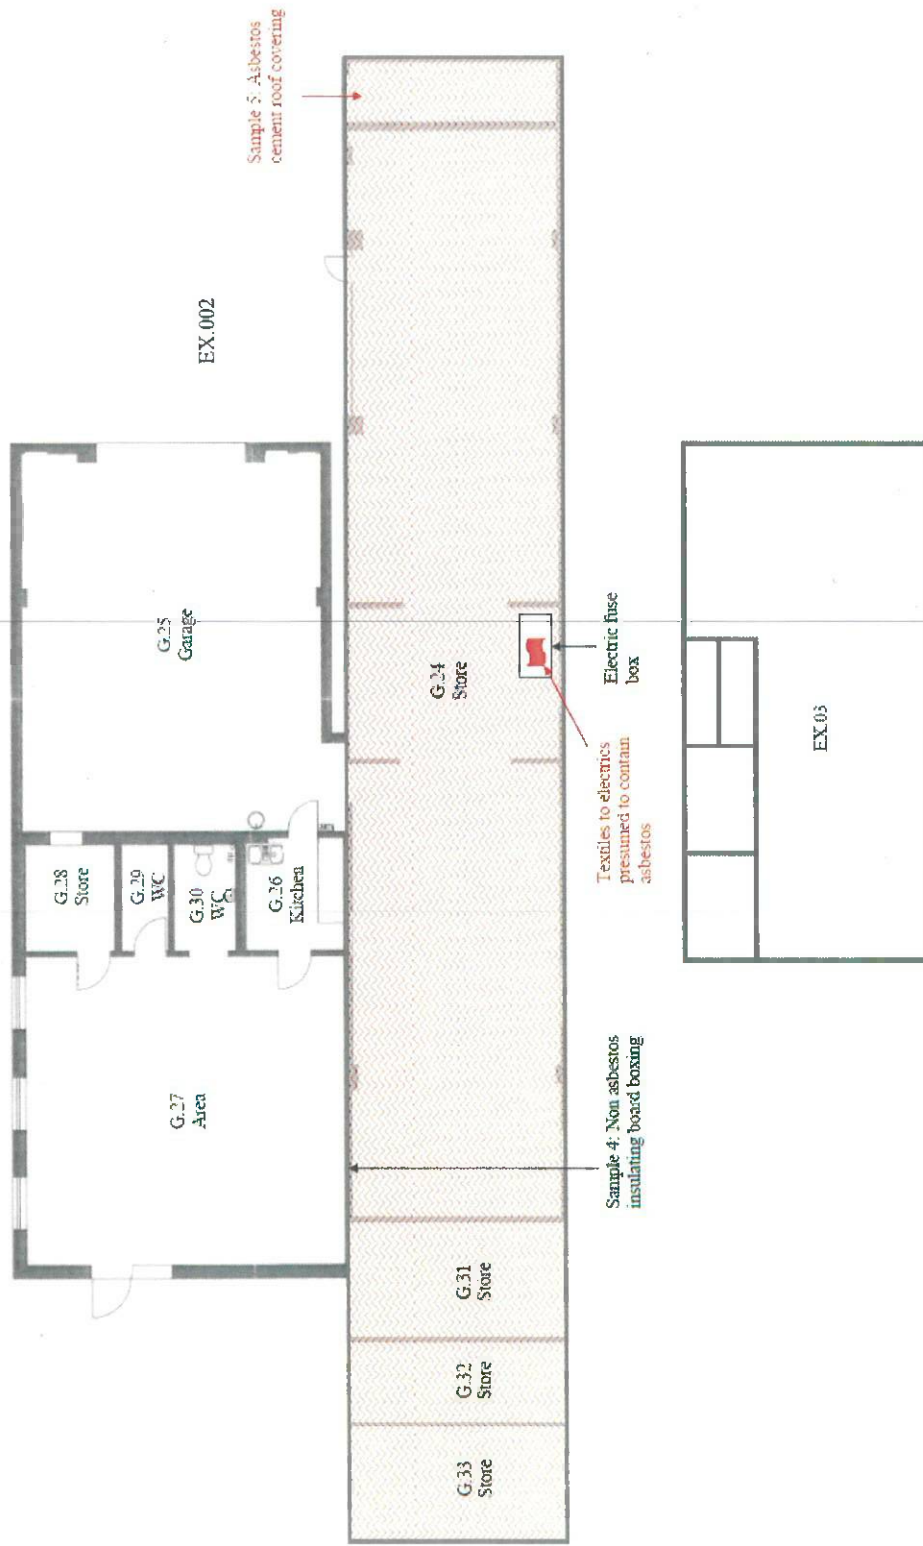 Sample 5: Asbestos
cement roof covering
EX.002
G.25
Garage
G.28
Store
G.29
WC
G.30
WC
G.26
Kitchen
G.27
Area
G.24
Store
Electric fuse
box
Textiles to electrics
presumed to contain
asbestos
Sample 4: Non asbestos
insulating board boxing
G.31
Store
G.32
Store
G.33
Store
EX.03